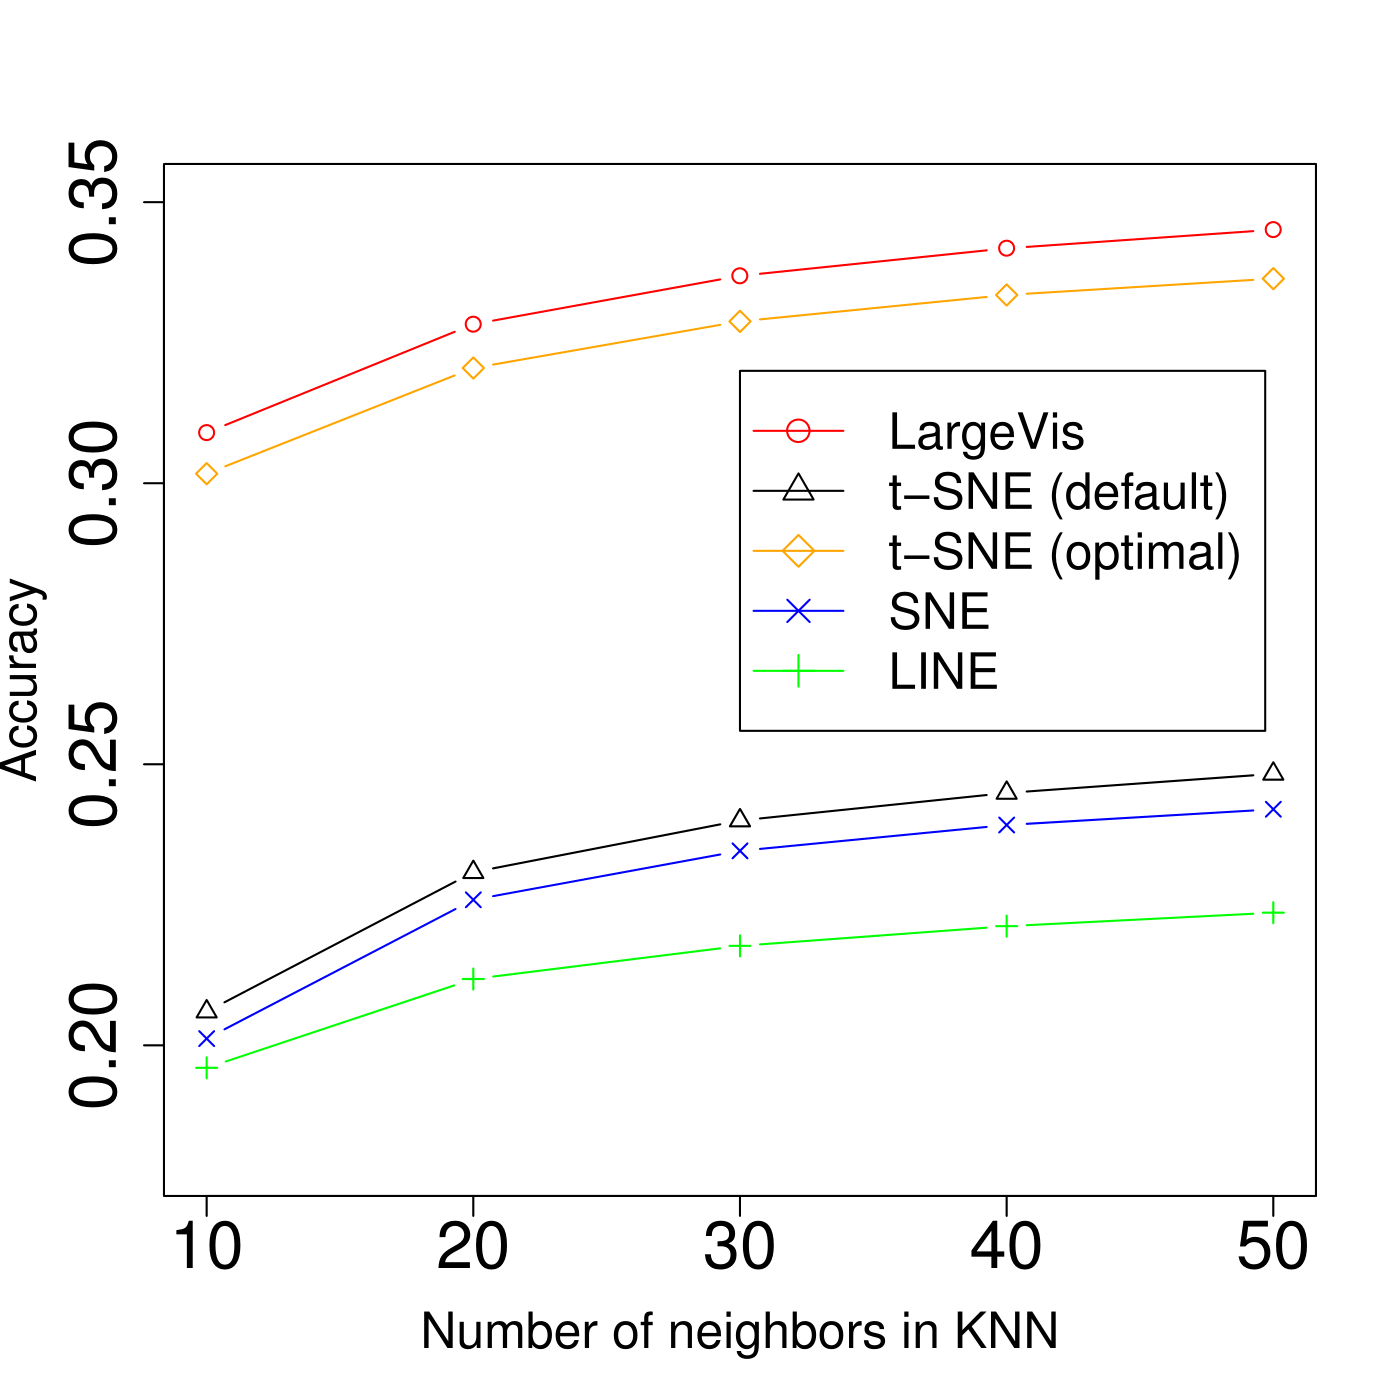 0.35
0.30
0.25
0.20
Accuracy
LargeVis
t−SNE (default)
t−SNE (optimal)
SNE
LINE
10 20 30 40 50
Number of neighbors in KNN